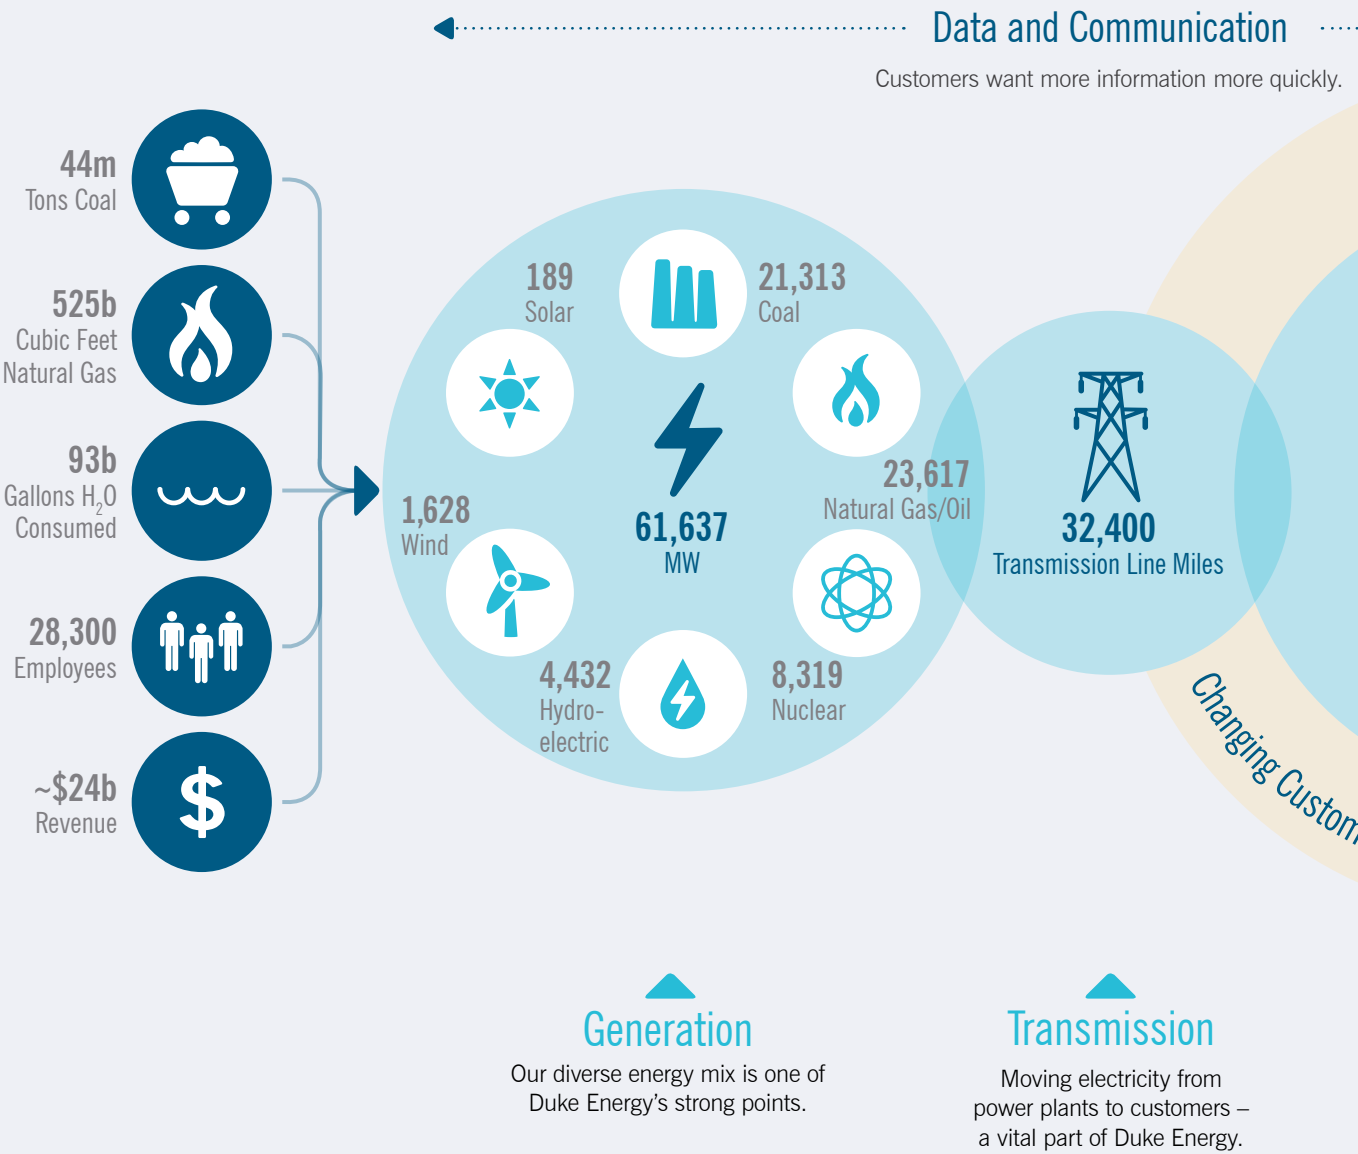 Data and Communication
Customers want more information more quickly.
44m
Tons Coal
525b
Cubic Feet
Natural Gas
93b
Gallons H₂O
Consumed
28,300
Employees
~$24b
Revenue
189
Solar
21,313
Coal
23,617
Natural Gas/Oil
1,628
Wind
61,637
MW
4,432
Hydro-
electric
8,319
Nuclear
32,400
Transmission Line Miles
Changing Custom
Generation
Our diverse energy mix is one of
Duke Energy’s strong points.
Transmission
Moving electricity from
power plants to customers –
a vital part of Duke Energy.